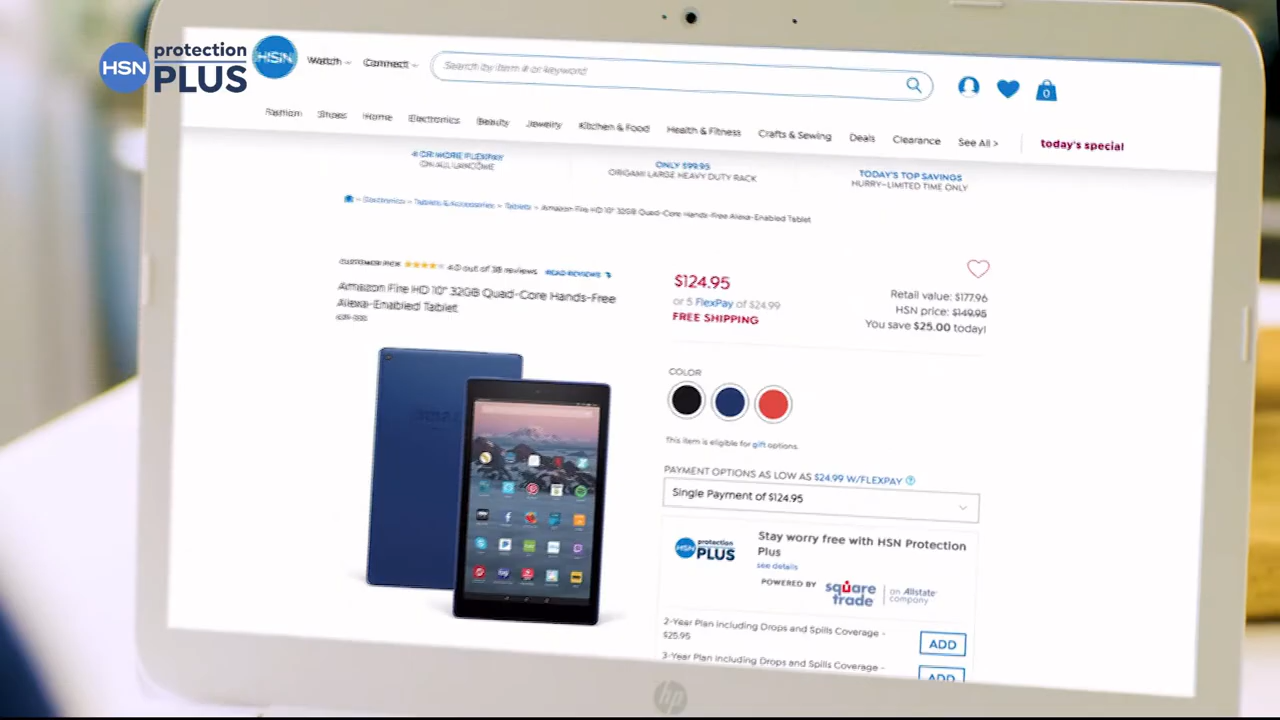 HSN protection PLUS
HSN Watch Connect Search by item # or keyword 0
Fashion Shoes Home Electronics Beauty Jewelry Kitchen & Food Health & Fitness Crafts & Sewing Deals Clearance See All > today's special
4 OR MORE FLEXPAY
ON ALL LANCOME
ONLY $99.95
ORIGAMI LARGE HEAVY DUTY RACK
TODAY'S TOP SAVINGS
HURRY-LIMITED TIME ONLY
Electronics > Tablets & Accessories > Tablets > Amazon Fire HD 10" 32GB Quad-Core Hands-Free Alexa-Enabled Tablet
CUSTOMER PICK 4.0 out of 38 reviews READ REVIEWS
Amazon Fire HD 10" 32GB Quad-Core Hands-Free
Alexa-Enabled Tablet
$124.95
or 5 FlexPay of $24.99
FREE SHIPPING
Retail value: $177.96
HSN price: $149.95
You save $25.00 today!
COLOR
This item is eligible for gift options.
PAYMENT OPTIONS AS LOW AS $24.99 W/FLEXPAY ?
Single Payment of $124.95
HSN protection PLUS
Stay worry free with HSN Protection
Plus
see details
POWERED BY square trade an Allstate company
2-Year Plan including Drops and Spills Coverage -
$25.95
ADD
3-Year Plan including Drops and Spills Coverage -
ADD
hp